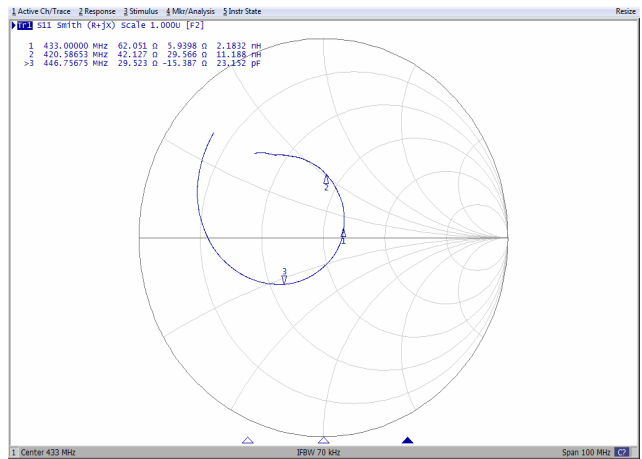 1 Active Ch/Trace 2 Response 3 Stimulus 4 Mkr/Analysis 5 Instr State Resize
Tr1 S11 Smith (R+jX) Scale 1.000U [F2]
1 433.00000 MHz 62.051 Ω 5.9398 Ω 2.1832 nH
2 420.58653 MHz 42.127 Ω 29.566 Ω 11.188 nH
>3 446.75675 MHz 29.523 Ω -15.387 Ω 23.152 pF
2
1
3
1 Center 433 MHz IFBW 70 kHz Span 100 MHz C2